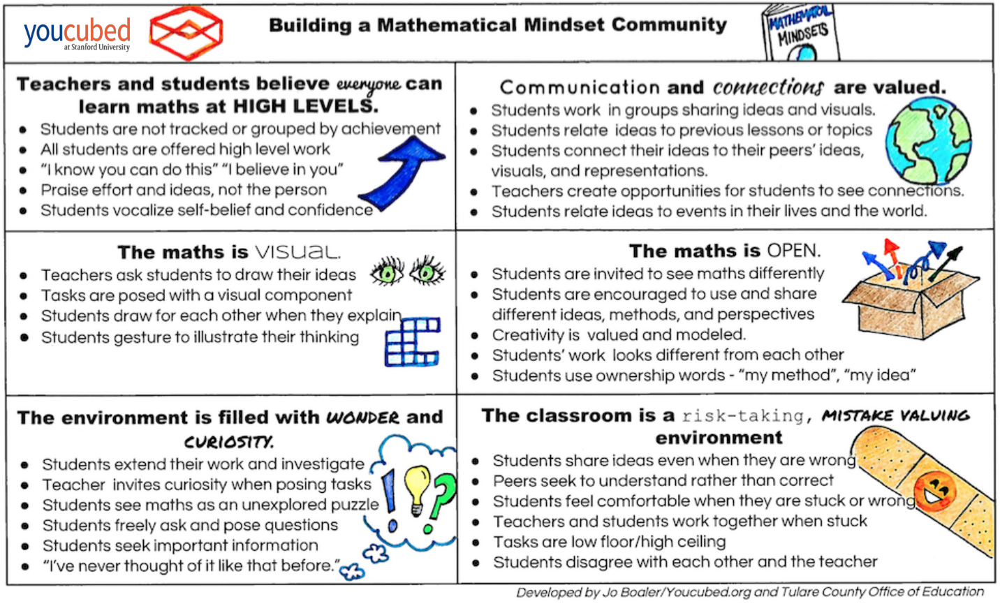 youcubed
at Stanford University
Building a Mathematical Mindset Community
MATHEMATICAL
MINDSETS
Teachers and students believe everyone can
learn maths at HIGH LEVELS.
● Students are not tracked or grouped by achievement
● All students are offered high level work
● “I know you can do this” “I believe in you”
● Praise effort and ideas, not the person
● Students vocalize self-belief and confidence
Communication and connections are valued.
● Students work in groups sharing ideas and visuals.
● Students relate ideas to previous lessons or topics
● Students connect their ideas to their peers’ ideas,
visuals, and representations.
● Teachers create opportunities for students to see connections.
● Students relate ideas to events in their lives and the world.
The maths is VISUAL.
● Teachers ask students to draw their ideas
● Tasks are posed with a visual component
● Students draw for each other when they explain
● Students gesture to illustrate their thinking
The maths is OPEN.
● Students are invited to see maths differently
● Students are encouraged to use and share
different ideas, methods, and perspectives
● Creativity is valued and modeled.
● Students’ work looks different from each other
● Students use ownership words - “my method”, “my idea”
The environment is filled with WONDER and
CURIOSITY.
● Students extend their work and investigate
● Teacher invites curiosity when posing tasks
● Students see maths as an unexplored puzzle
● Students freely ask and pose questions
● Students seek important information
● “I’ve never thought of it like that before.”
! ?
The classroom is a risk-taking, MISTAKE VALUING
environment
● Students share ideas even when they are wrong
● Peers seek to understand rather than correct
● Students feel comfortable when they are stuck or wrong
● Teachers and students work together when stuck
● Tasks are low floor/high ceiling
● Students disagree with each other and the teacher
Developed by Jo Boaler/Youcubed.org and Tulare County Office of Education